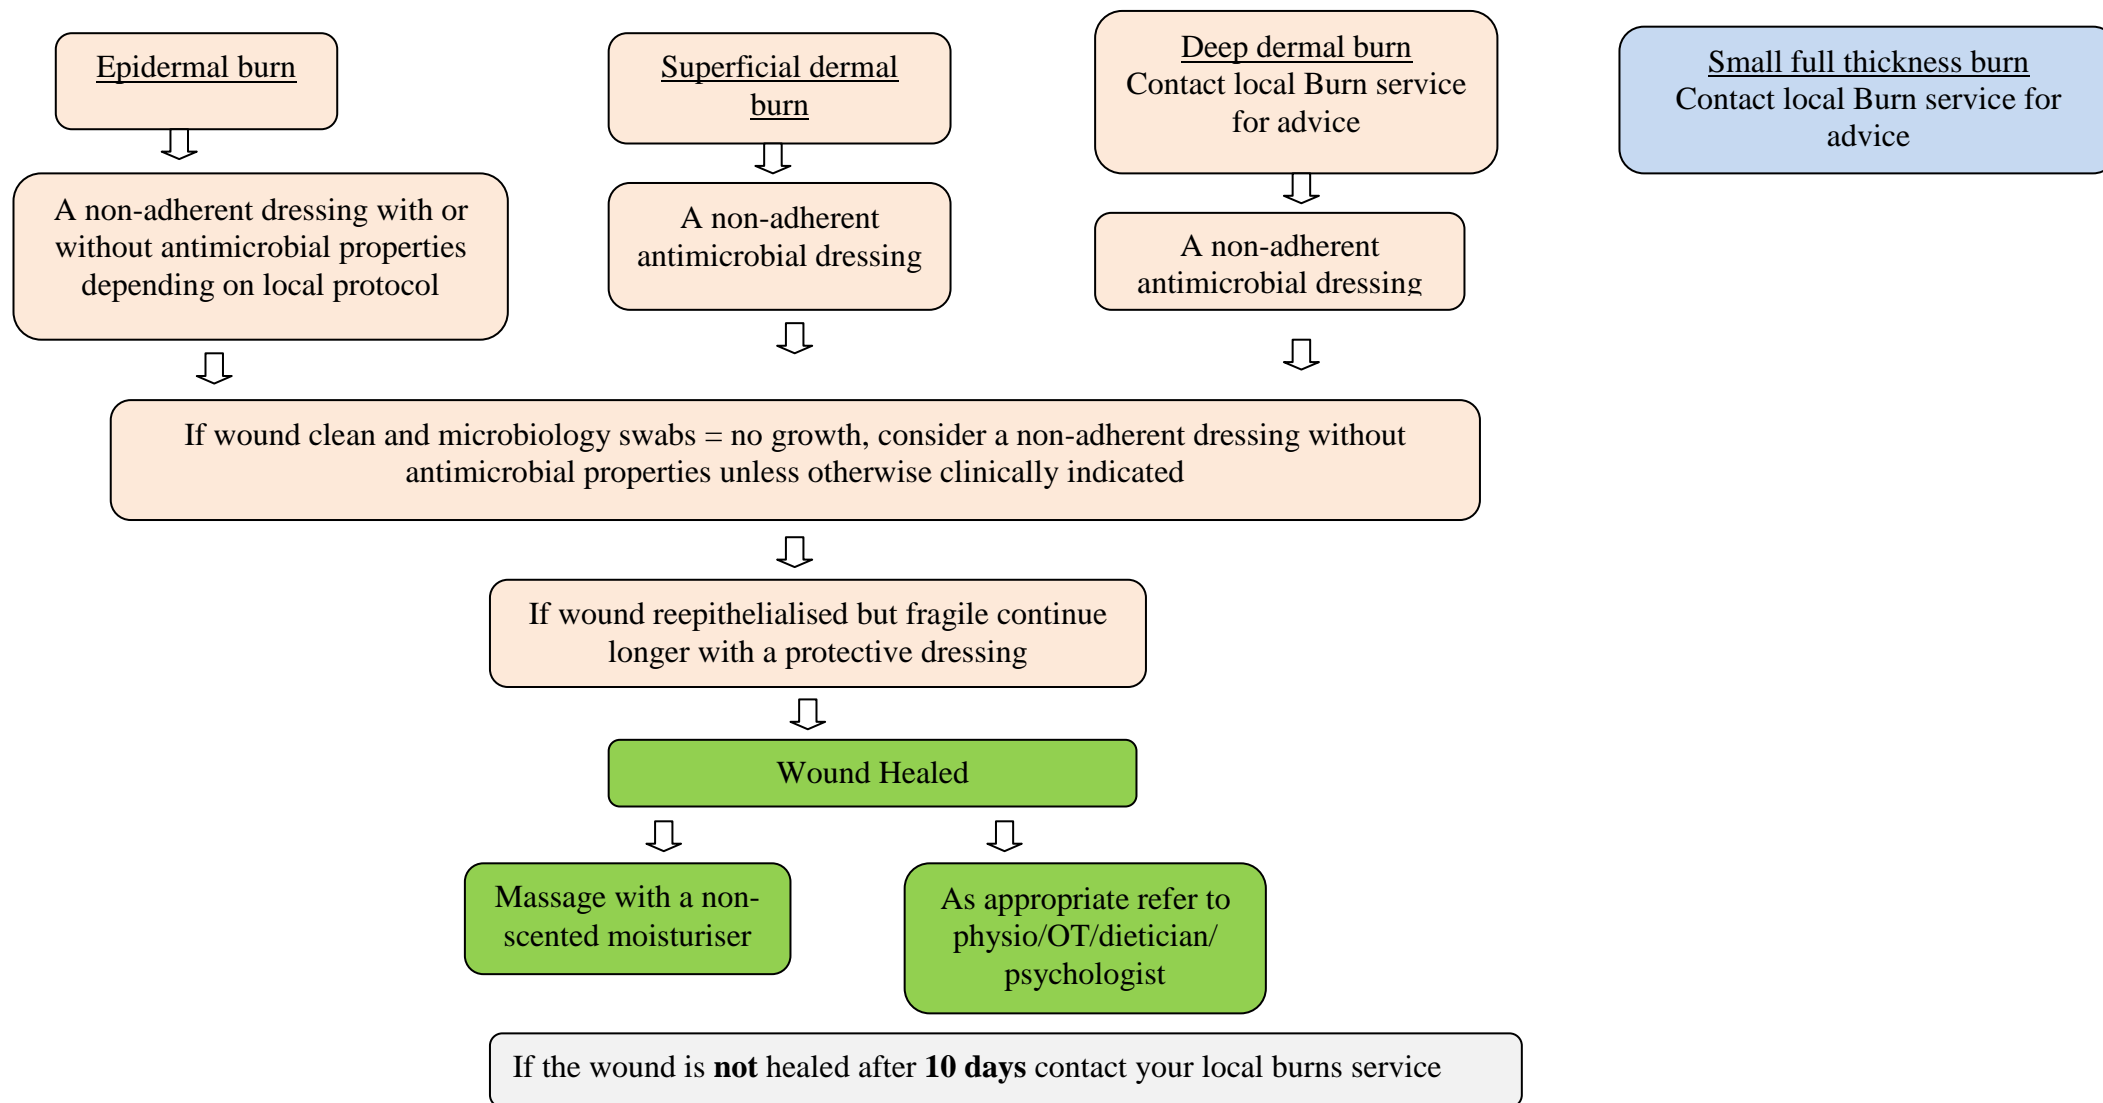 Epidermal burn
Superficial dermal
burn
Deep dermal burn
Contact local Burn service
for advice
Small full thickness burn
Contact local Burn service for
advice
A non-adherent dressing with or
without antimicrobial properties
depending on local protocol
A non-adherent
antimicrobial dressing
A non-adherent
antimicrobial dressing
If wound clean and microbiology swabs = no growth, consider a non-adherent dressing without
antimicrobial properties unless otherwise clinically indicated
If wound reepithelialised but fragile continue
longer with a protective dressing
Wound Healed
Massage with a non-
scented moisturiser
As appropriate refer to
physio/OT/dietician/
psychologist
If the wound is not healed after 10 days contact your local burns service